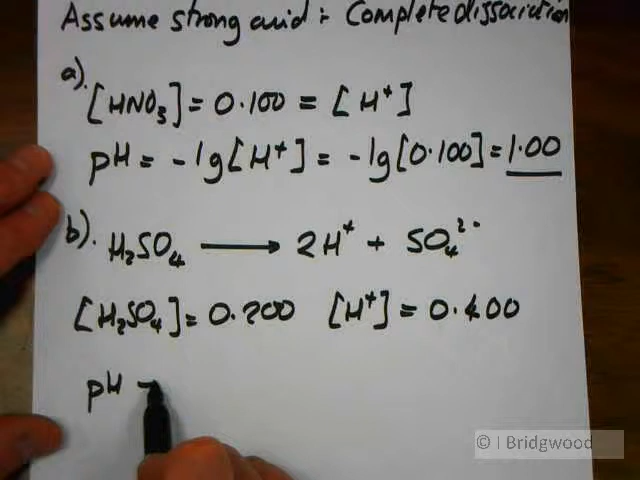 Assume strong acid ∴ Complete dissociation
a). [HNO₃] = 0.100 = [H⁺]
pH = -lg[H⁺] = -lg[0.100] = 1.00
b). H₂SO₄ ⟶ 2H⁺ + SO₄²⁻
[H₂SO₄] = 0.200 [H⁺] = 0.400
pH -
© I Bridgwood